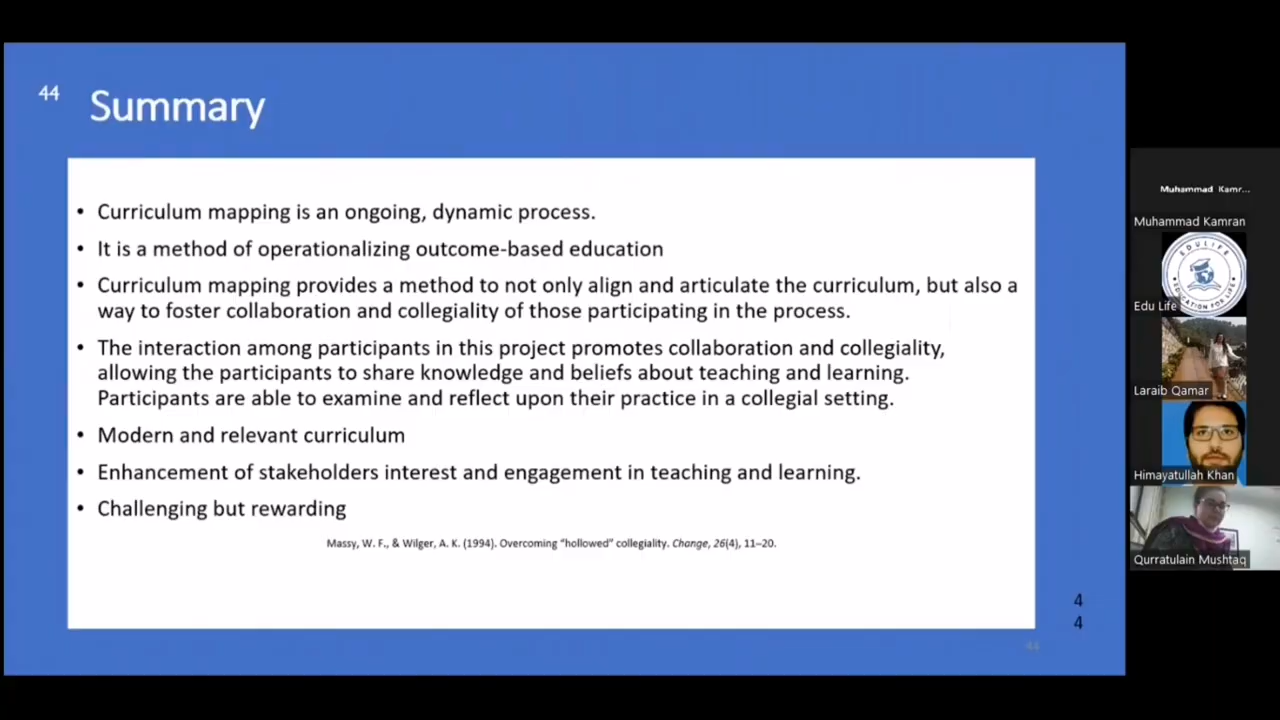 44
Summary
• Curriculum mapping is an ongoing, dynamic process.
• It is a method of operationalizing outcome-based education
• Curriculum mapping provides a method to not only align and articulate the curriculum, but also a
way to foster collaboration and collegiality of those participating in the process.
• The interaction among participants in this project promotes collaboration and collegiality,
allowing the participants to share knowledge and beliefs about teaching and learning.
Participants are able to examine and reflect upon their practice in a collegial setting.
• Modern and relevant curriculum
• Enhancement of stakeholders interest and engagement in teaching and learning.
• Challenging but rewarding
Massy, W. F., & Wilger, A. K. (1994). Overcoming “hollowed” collegiality. Change, 26(4), 11–20.
4
4
44
Muhammad Kamr...
Muhammad Kamran
EDULIFE
EDUCATION FOR LIFE
Edu Life
Laraib Qamar
Himayatullah Khan
Qurratulain Mushtaq